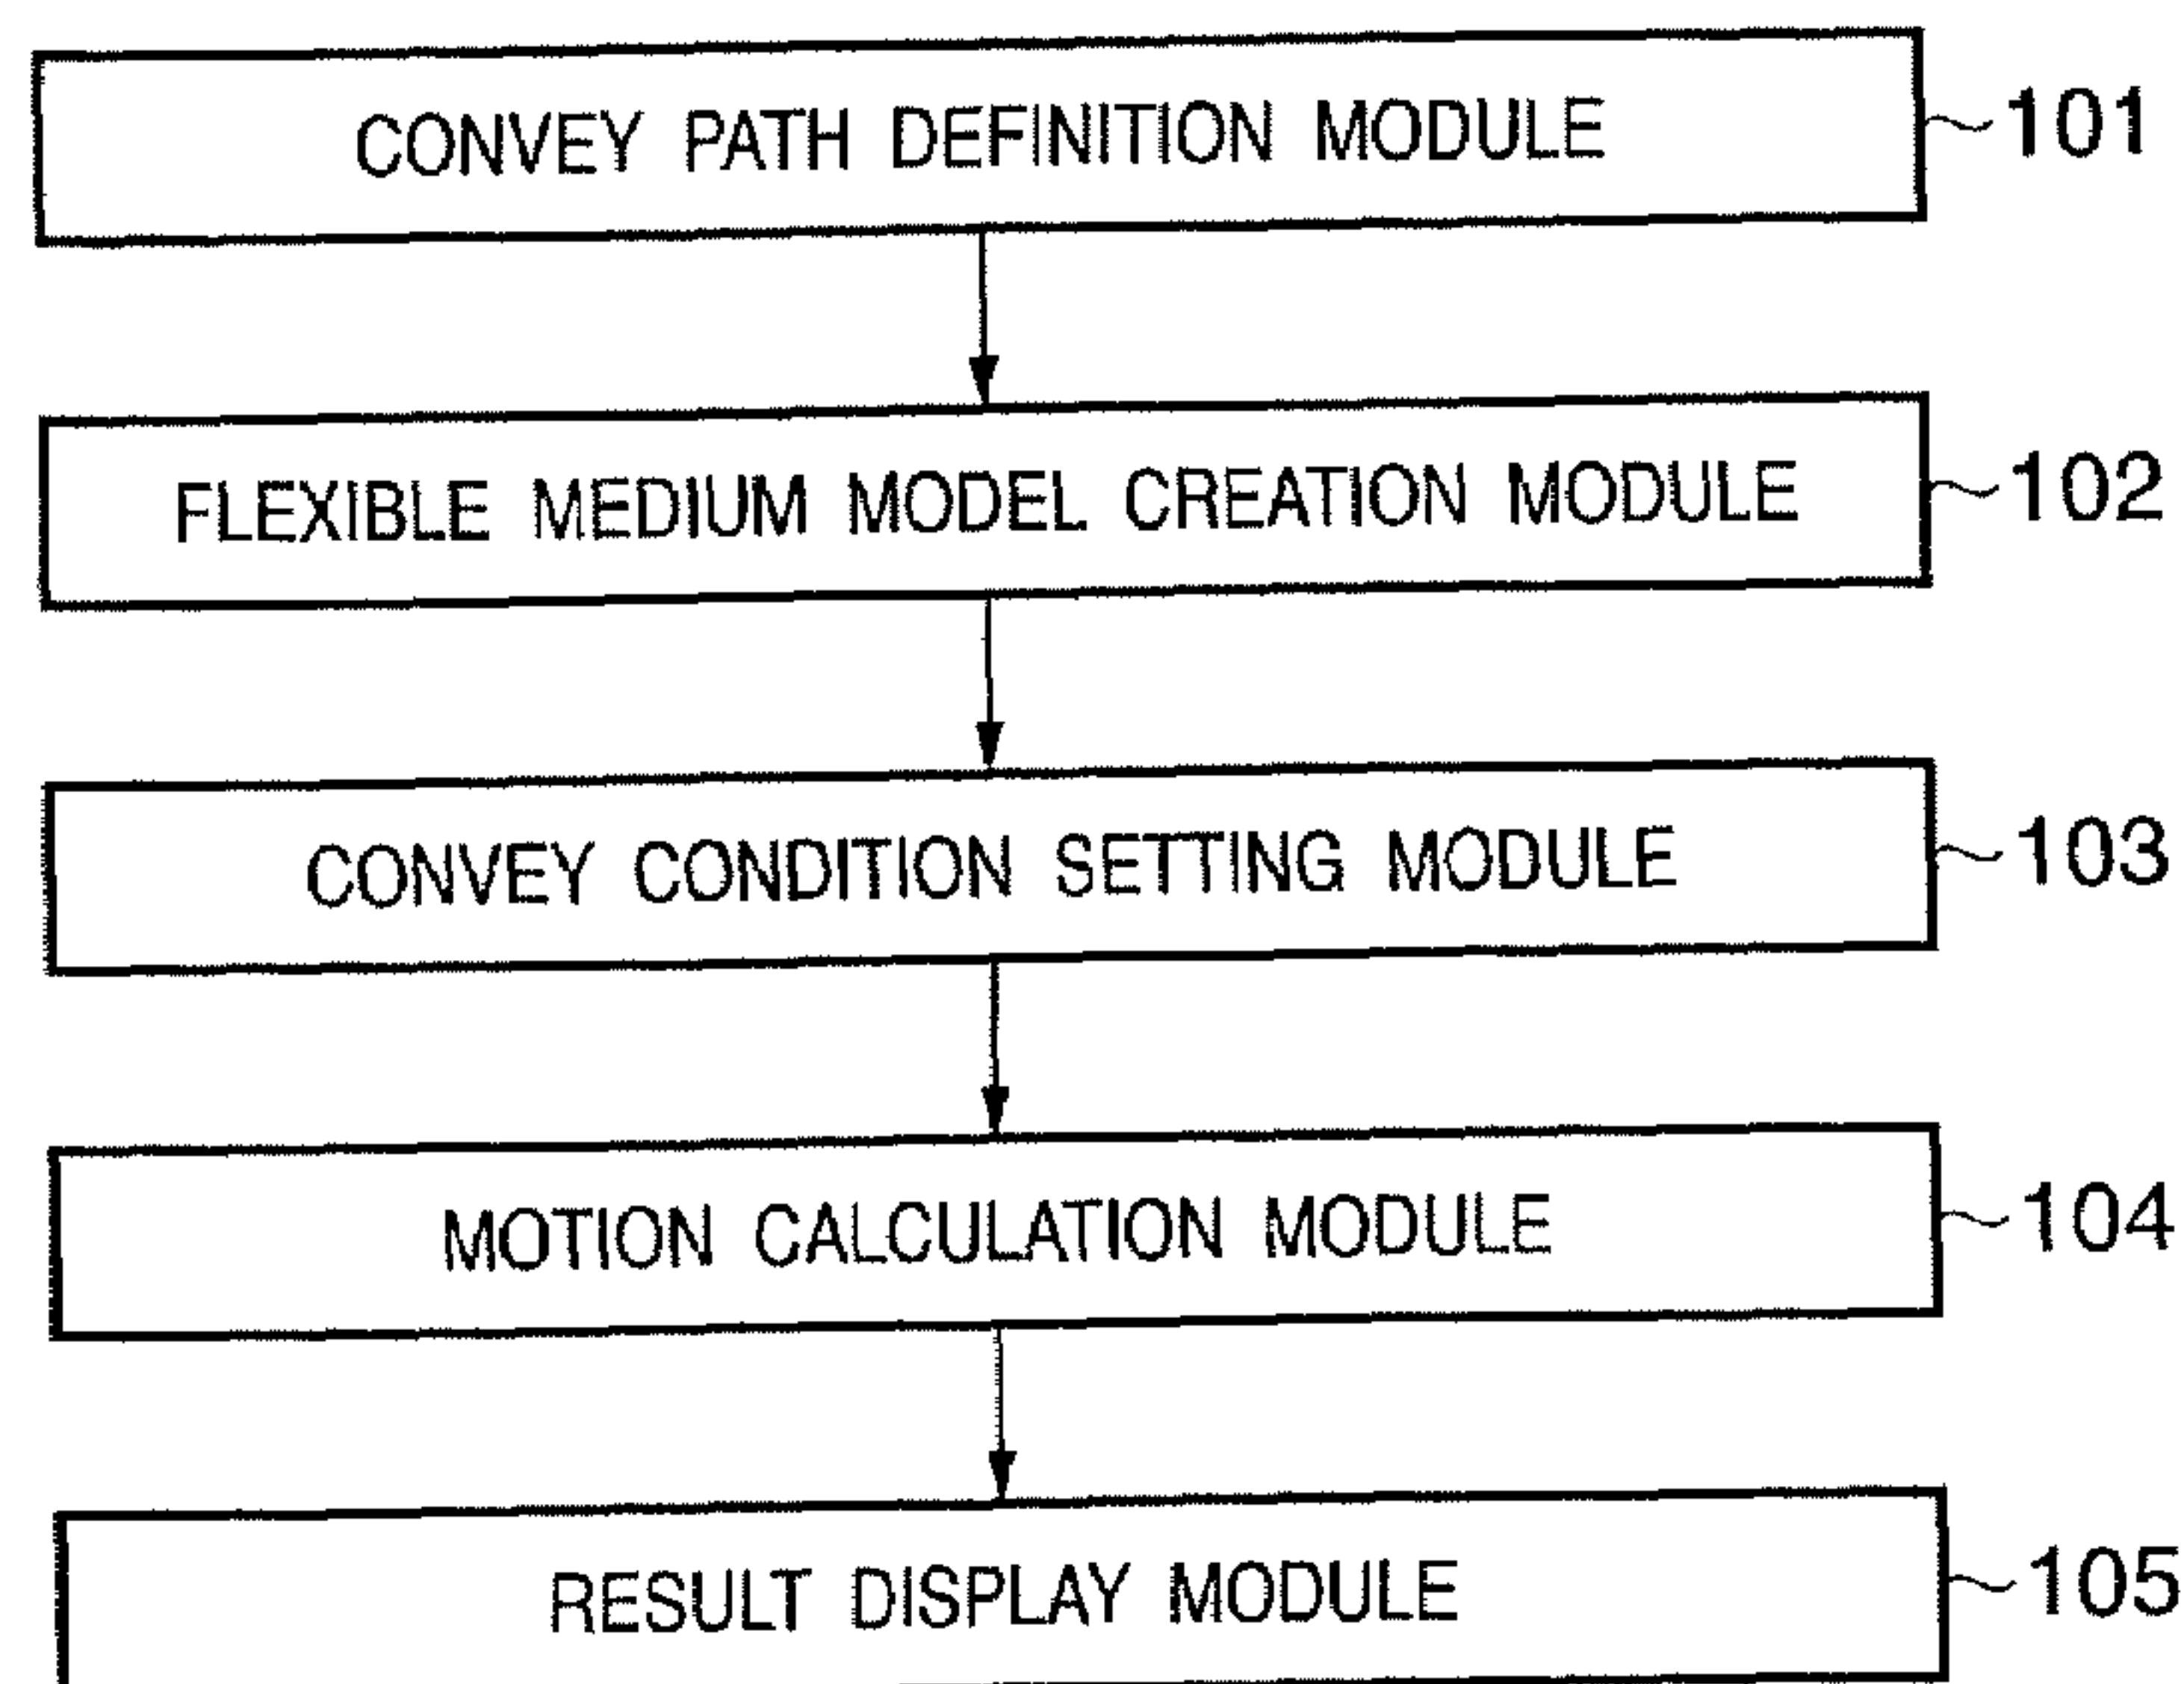 CONVEY PATH DEFINITION MODULE 101
FLEXIBLE MEDIUM MODEL CREATION MODULE 102
CONVEY CONDITION SETTING MODULE 103
MOTION CALCULATION MODULE 104
RESULT DISPLAY MODULE 105